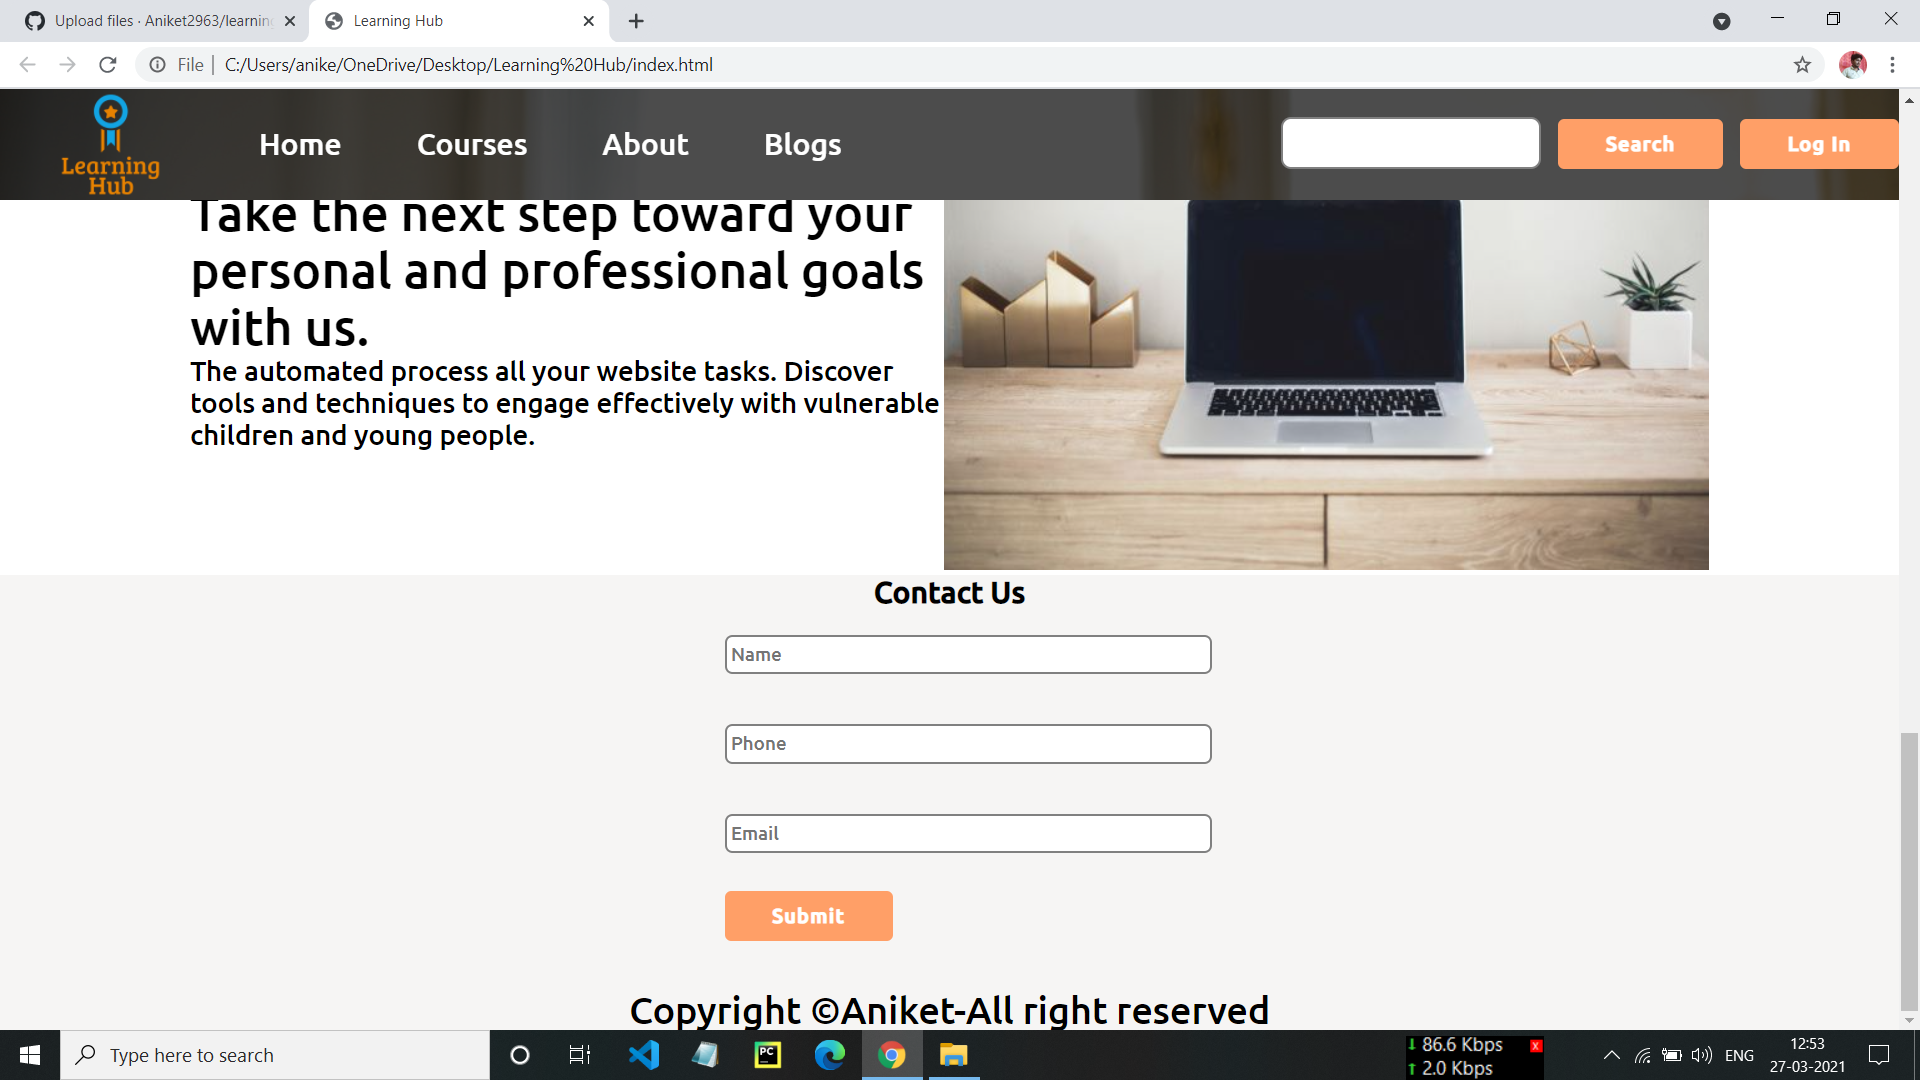 Upload files · Aniket2963/learning
Learning Hub
File
C:/Users/anike/OneDrive/Desktop/Learning%20Hub/index.html
Learning
Hub
Home
Courses
About
Blogs
Search
Log In
Take the next step toward your
personal and professional goals
with us.
The automated process all your website tasks. Discover
tools and techniques to engage effectively with vulnerable
children and young people.
Contact Us
Name
Phone
Email
Submit
Copyright ©Aniket-All right reserved
Type here to search
PC
86.6 Kbps
x
2.0 Kbps
ENG
12:53
27-03-2021